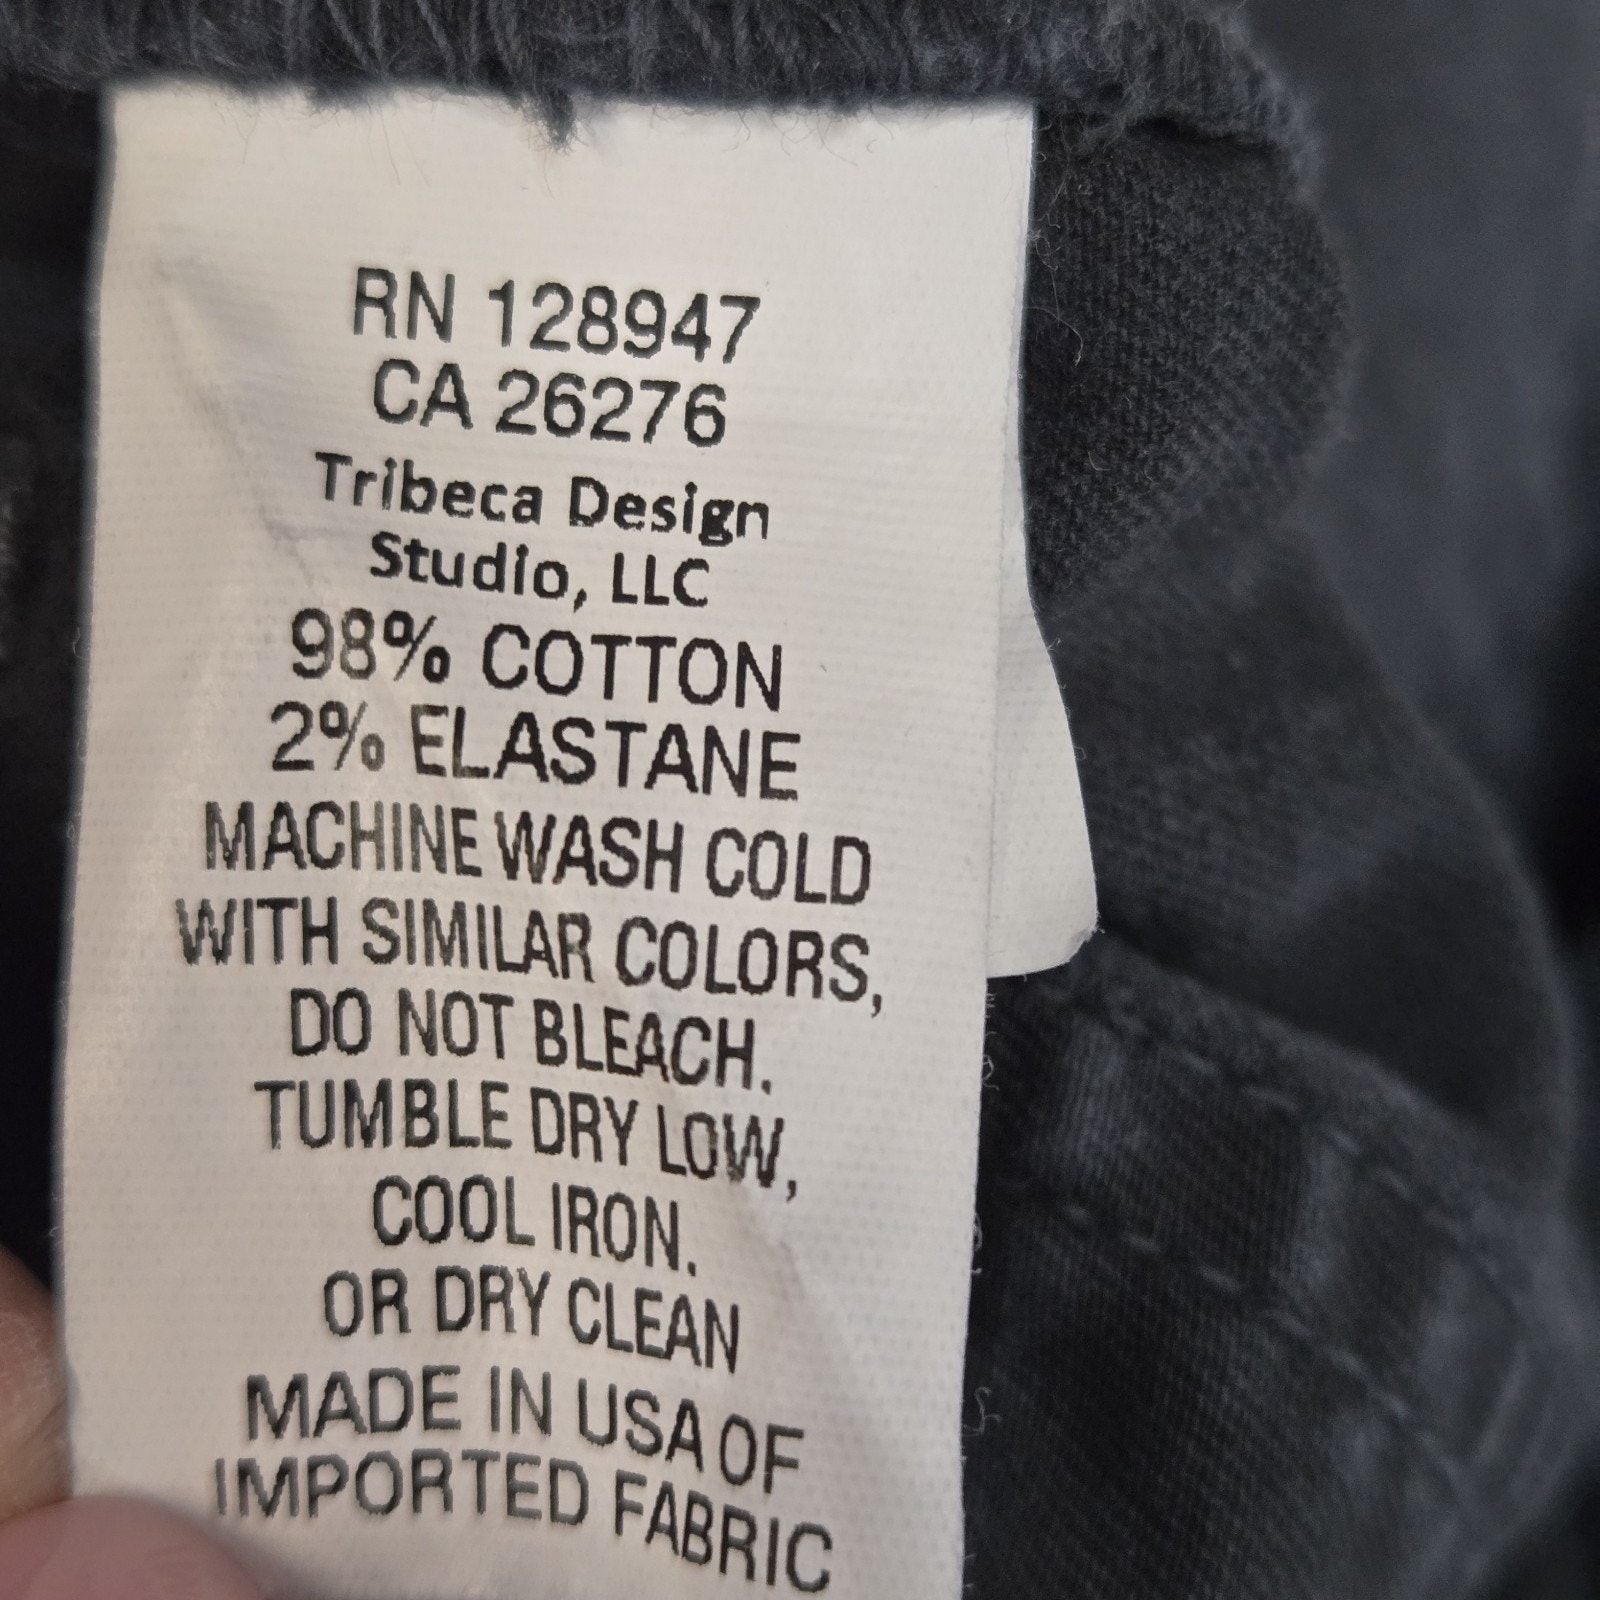 RN 128947
CA 26276
Tribeca Design
Studio, LLC
98% COTTON
2% ELASTANE
MACHINE WASH COLD
WITH SIMILAR COLORS,
DO NOT BLEACH.
TUMBLE DRY LOW,
COOL IRON.
OR DRY CLEAN
MADE IN USA OF
IMPORTED FABRIC